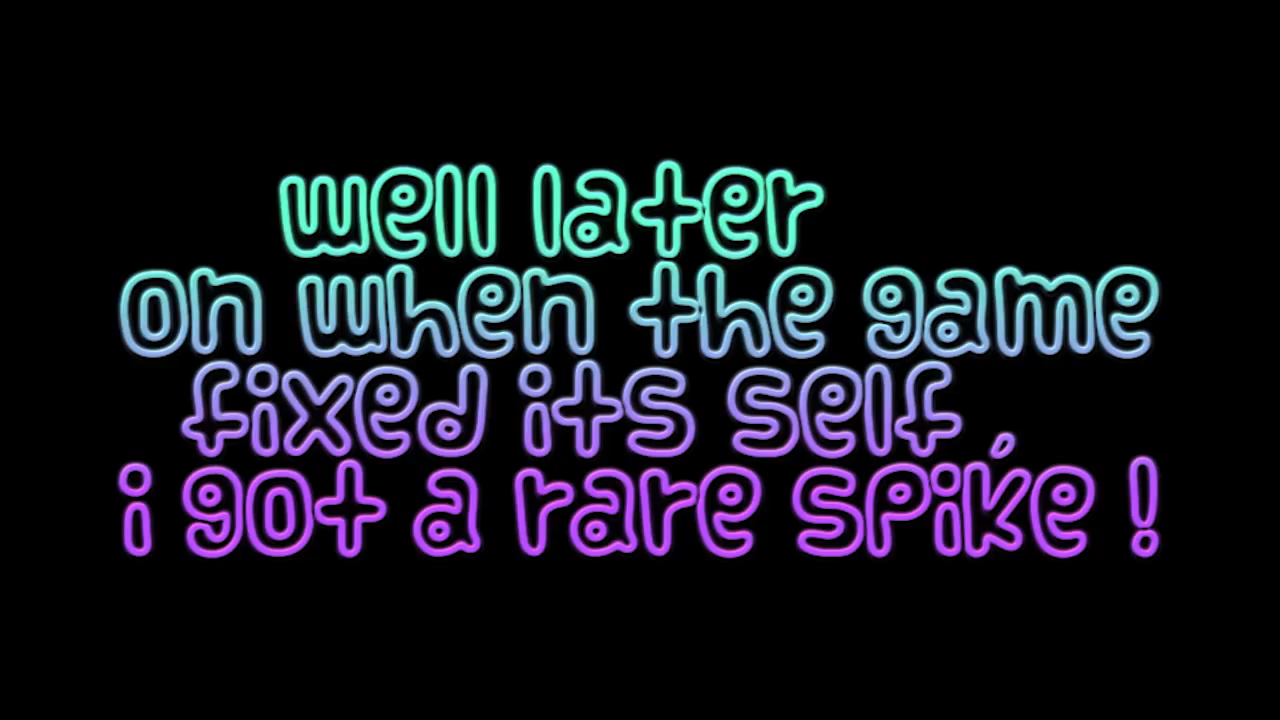 well later
on when the game
fixed its self ,
i got a rare spike !